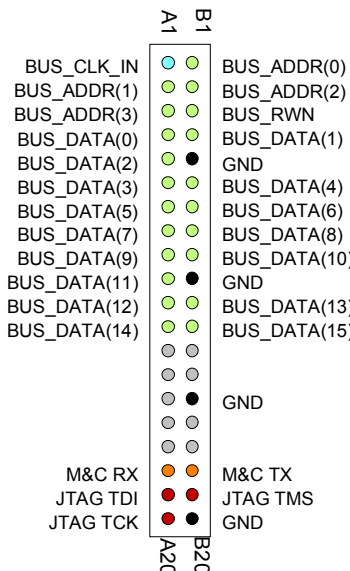 A1 B1
BUS_CLK_IN BUS_ADDR(0)
BUS_ADDR(1) BUS_ADDR(2)
BUS_ADDR(3) BUS_RWN
BUS_DATA(0) BUS_DATA(1)
BUS_DATA(2) GND
BUS_DATA(3) BUS_DATA(4)
BUS_DATA(5) BUS_DATA(6)
BUS_DATA(7) BUS_DATA(8)
BUS_DATA(9) BUS_DATA(10)
BUS_DATA(11) GND
BUS_DATA(12) BUS_DATA(13)
BUS_DATA(14) BUS_DATA(15)
GND
M&C RX M&C TX
JTAG TDI JTAG TMS
JTAG TCK GND
A20 B20